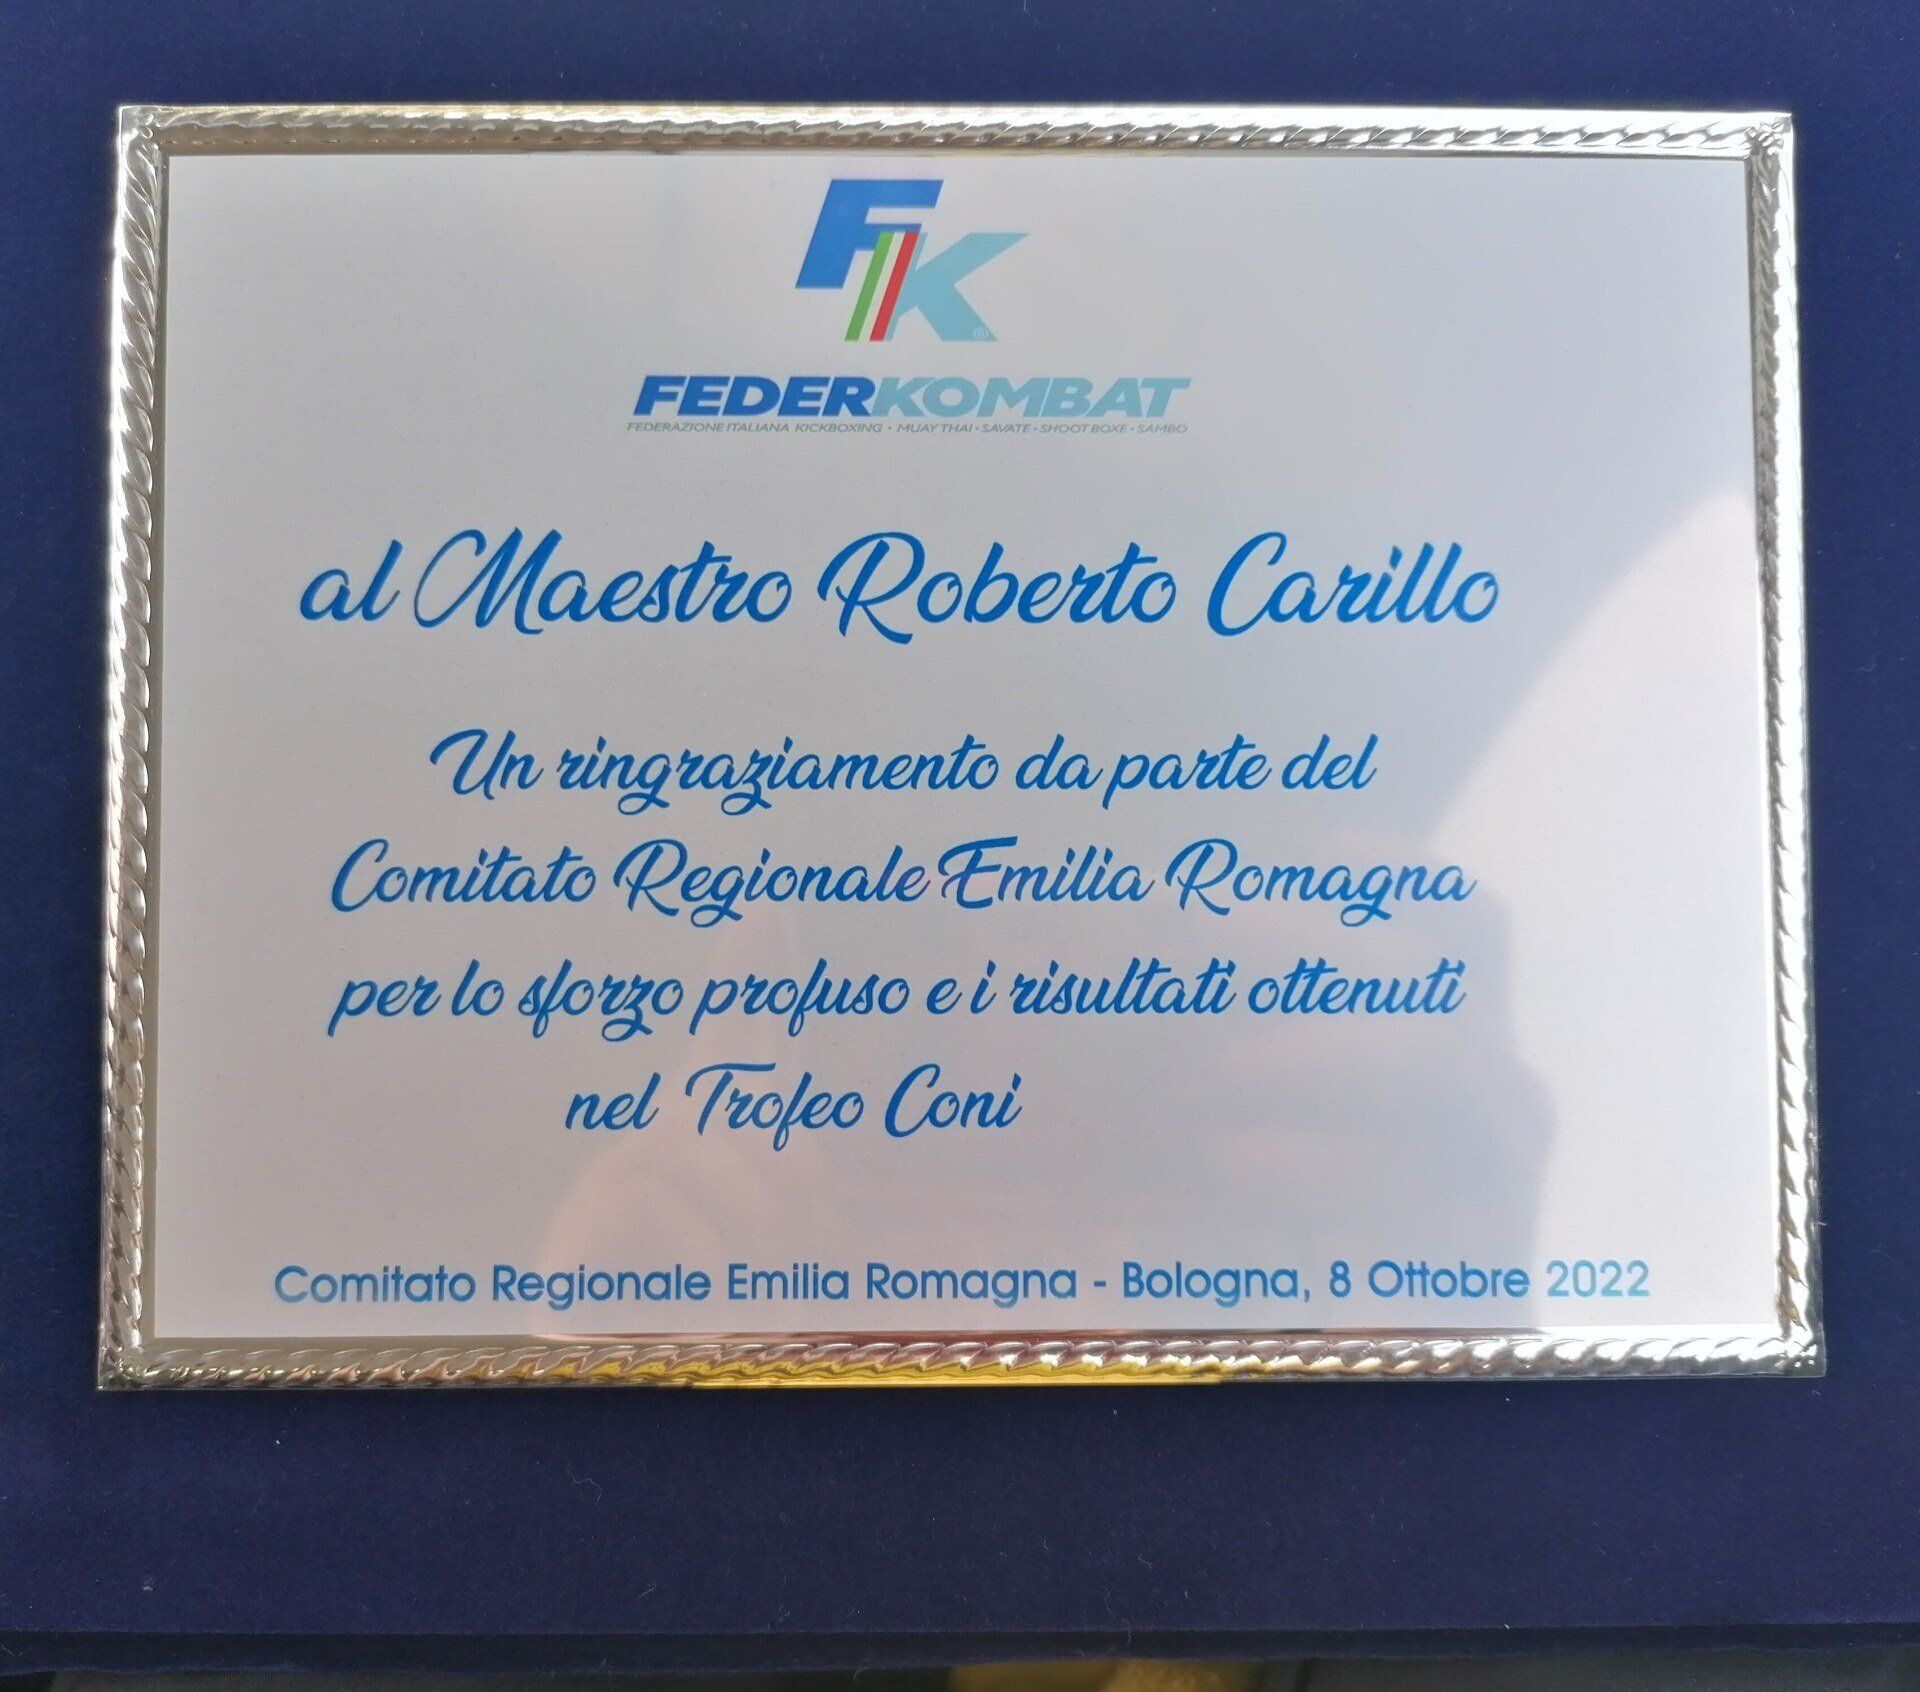 FK
FEDERKOMBAT
FEDERAZIONE ITALIANA KICKBOXING • MUAY THAI • SAVATE • SHOOT BOXE • SAMBO
al Maestro Roberto Carillo
Un ringraziamento da parte del
Comitato Regionale Emilia Romagna
per lo sforzo profuso e i risultati ottenuti
nel Trofeo Coni
Comitato Regionale Emilia Romagna - Bologna, 8 Ottobre 2022